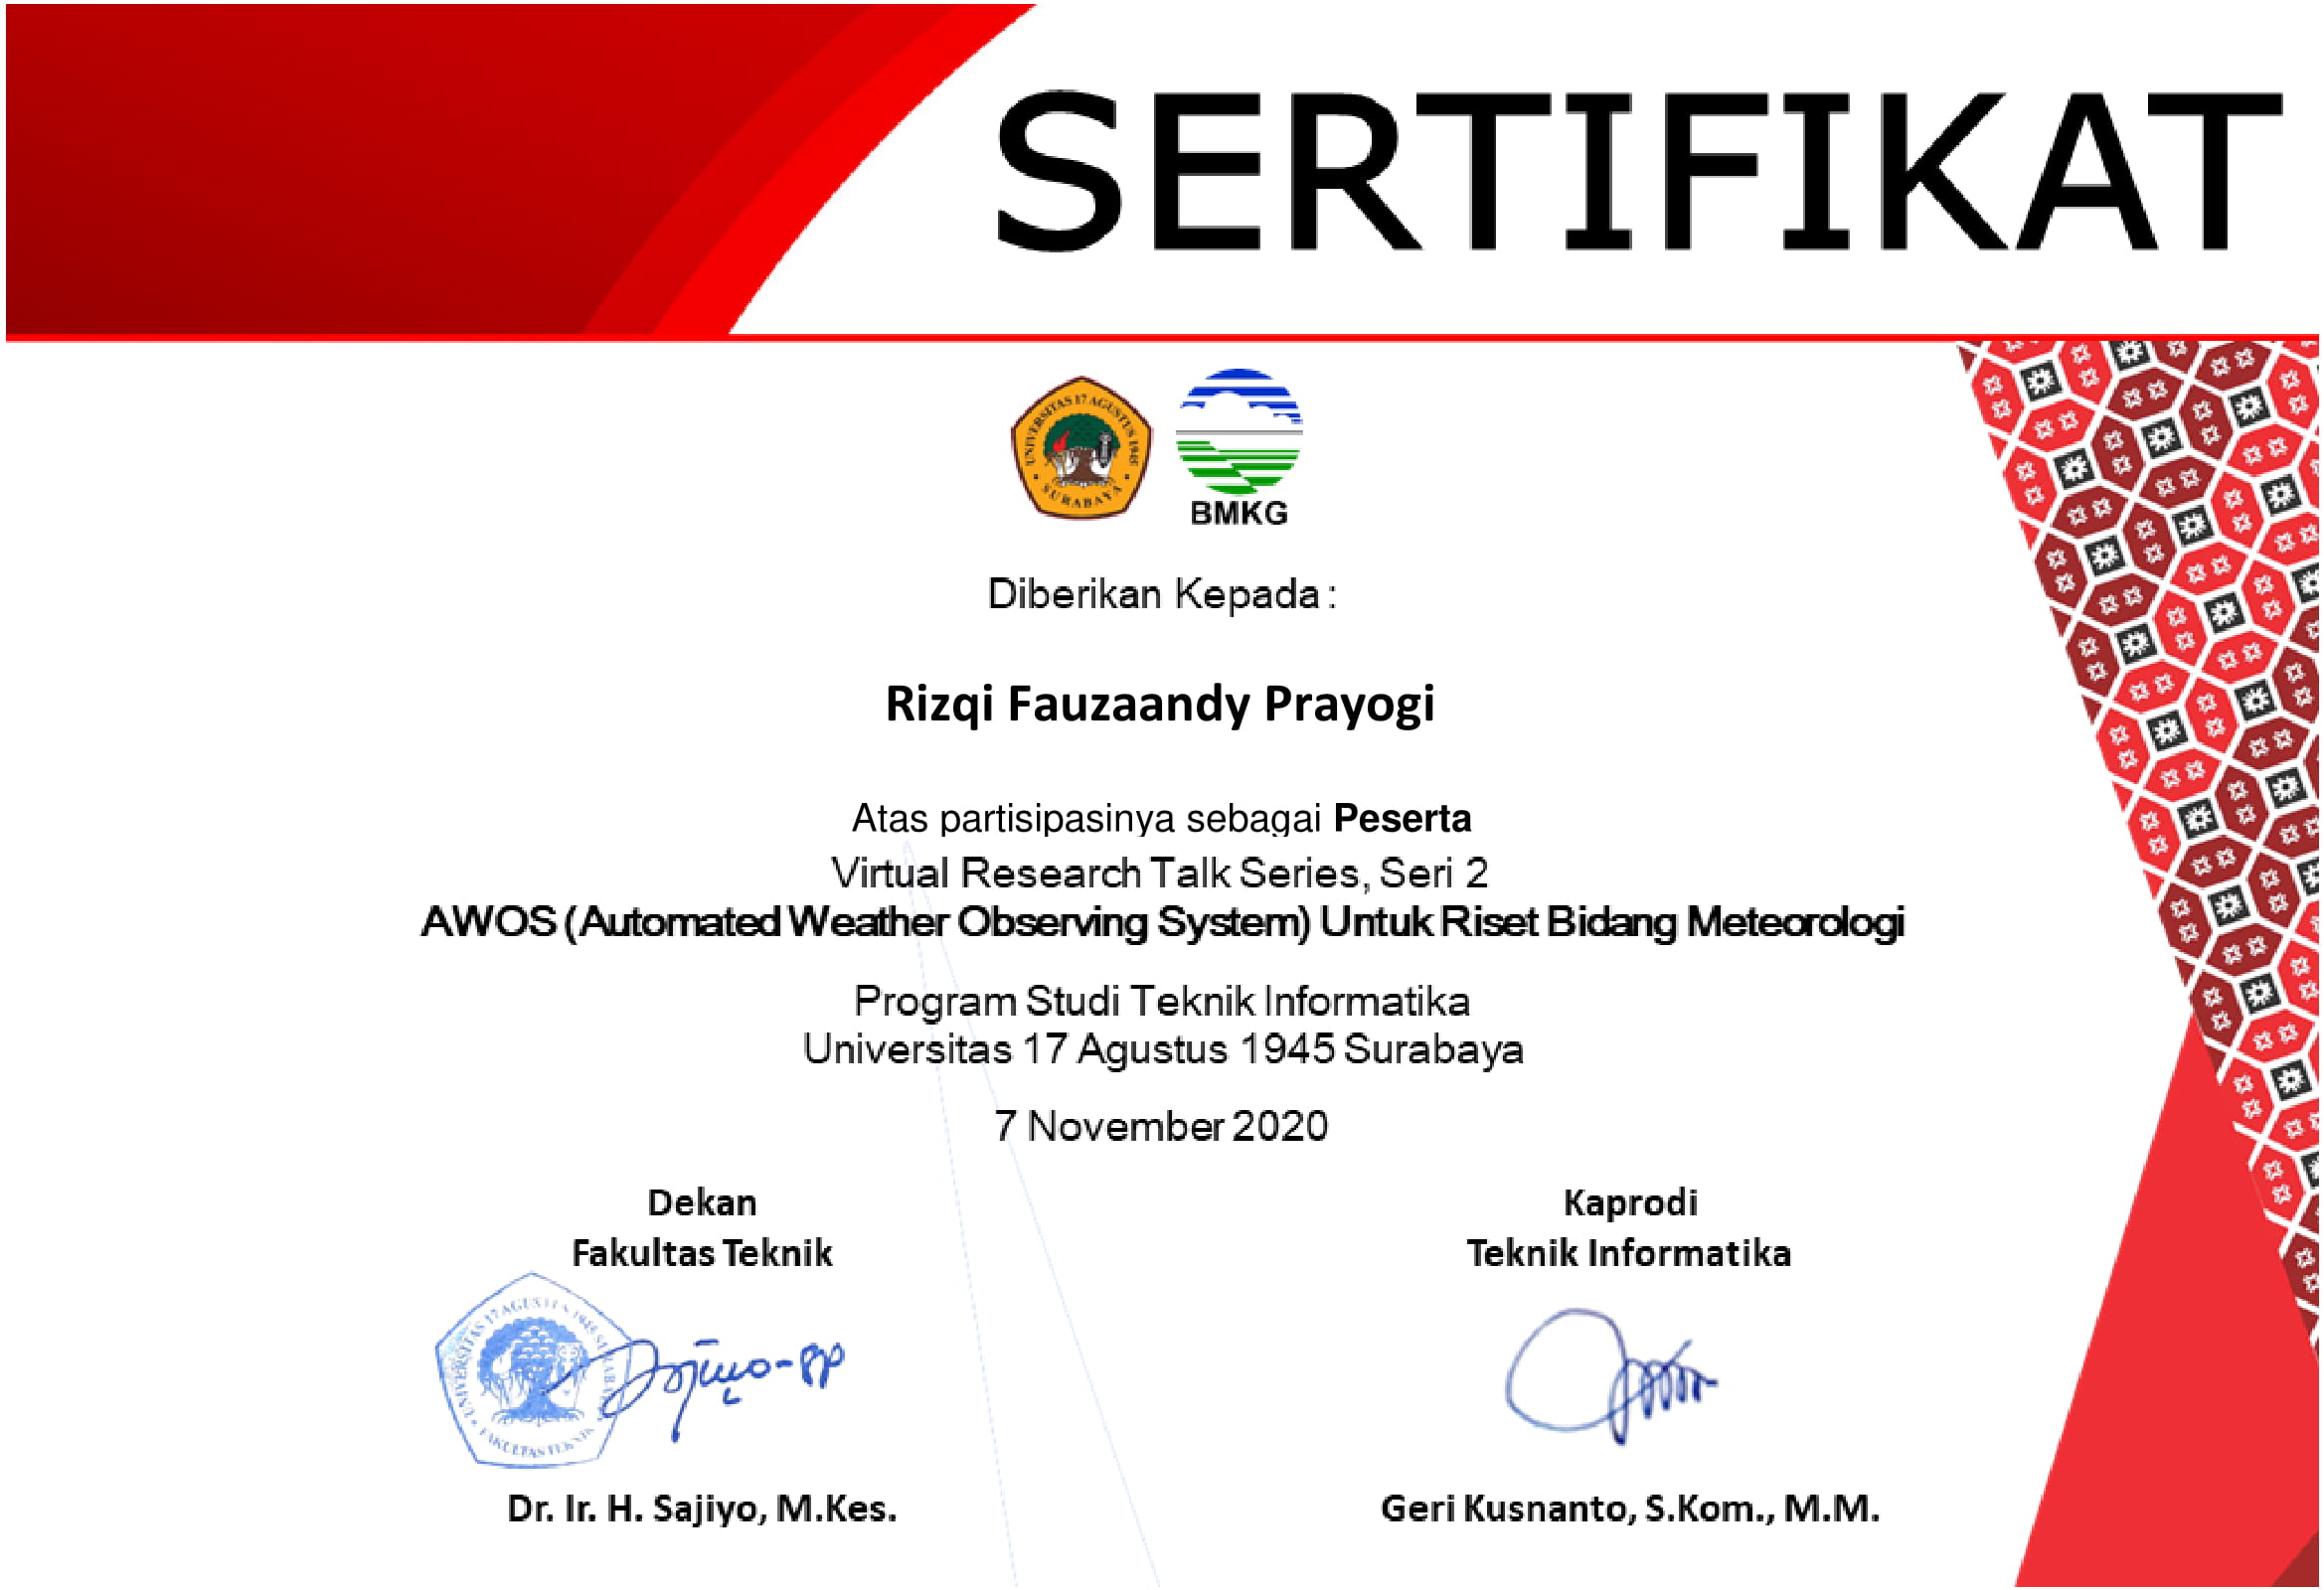 SERTIFIKAT
UNIVERSITAS 17 AGUSTUS 1945
SURABAYA
BMKG
Diberikan Kepada :
Rizqi Fauzaandy Prayogi
Atas partisipasinya sebagai Peserta
Virtual Research Talk Series, Seri 2
AWOS (Automated Weather Observing System) Untuk Riset Bidang Meteorologi
Program Studi Teknik Informatika
Universitas 17 Agustus 1945 Surabaya
7 November 2020
Dekan
Fakultas Teknik
UNIVERSITAS 17 AGUSTUS 1945 SURABAYA
FAKULTAS TEKNIK
Dr. Ir. H. Sajiyo, M.Kes.
Kaprodi
Teknik Informatika
Geri Kusnanto, S.Kom., M.M.